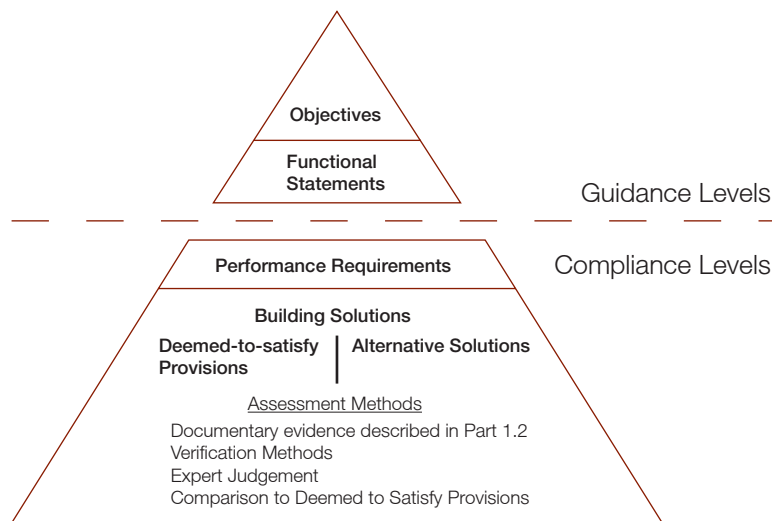 Objectives
Functional
Statements
Guidance Levels
Compliance Levels
Performance Requirements
Building Solutions
Deemed-to-satisfy
Provisions
Alternative Solutions
Assessment Methods
Documentary evidence described in Part 1.2
Verification Methods
Expert Judgement
Comparison to Deemed to Satisfy Provisions